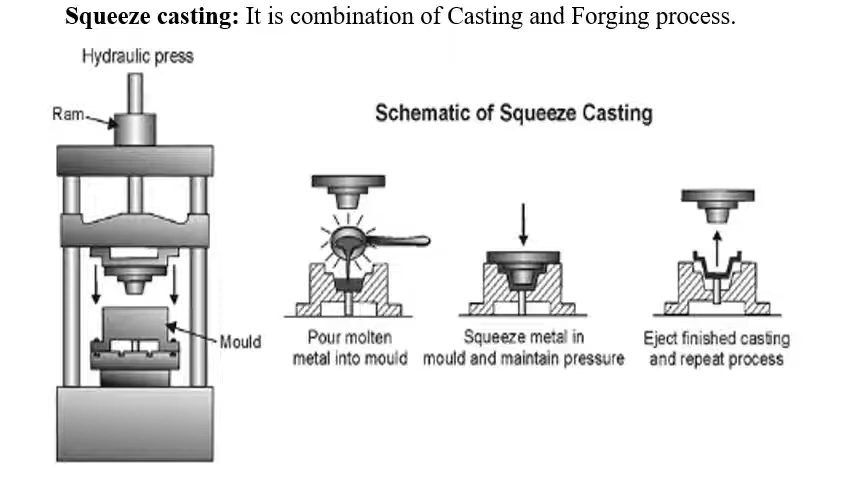 Squeeze casting: It is combination of Casting and Forging process.
Hydraulic press
Ram
Mould
Schematic of Squeeze Casting
Pour molten
metal into mould
Squeeze metal in
mould and maintain pressure
Eject finished casting
and repeat process